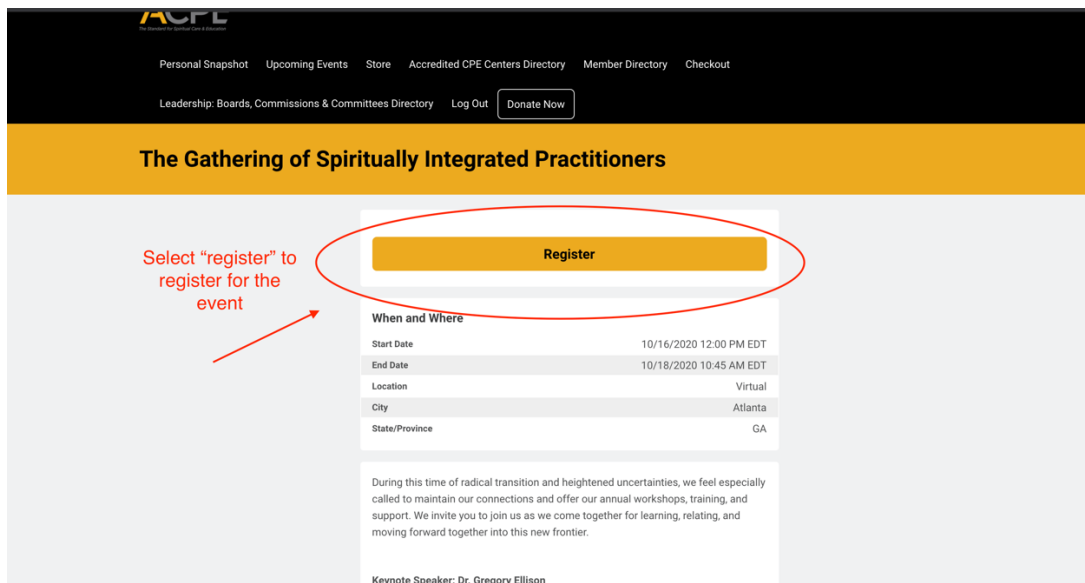 ACPE
The Standard for Spiritual Care & Education
Personal Snapshot Upcoming Events Store Accredited CPE Centers Directory Member Directory Checkout
Leadership: Boards, Commissions & Committees Directory Log Out Donate Now
The Gathering of Spiritually Integrated Practitioners
Register
Select “register” to
register for the
event
When and Where
Start Date 10/16/2020 12:00 PM EDT
End Date 10/18/2020 10:45 AM EDT
Location Virtual
City Atlanta
State/Province GA
During this time of radical transition and heightened uncertainties, we feel especially
called to maintain our connections and offer our annual workshops, training, and
support. We invite you to join us as we come together for learning, relating, and
moving forward together into this new frontier.
Keynote Speaker: Dr. Gregory Ellison